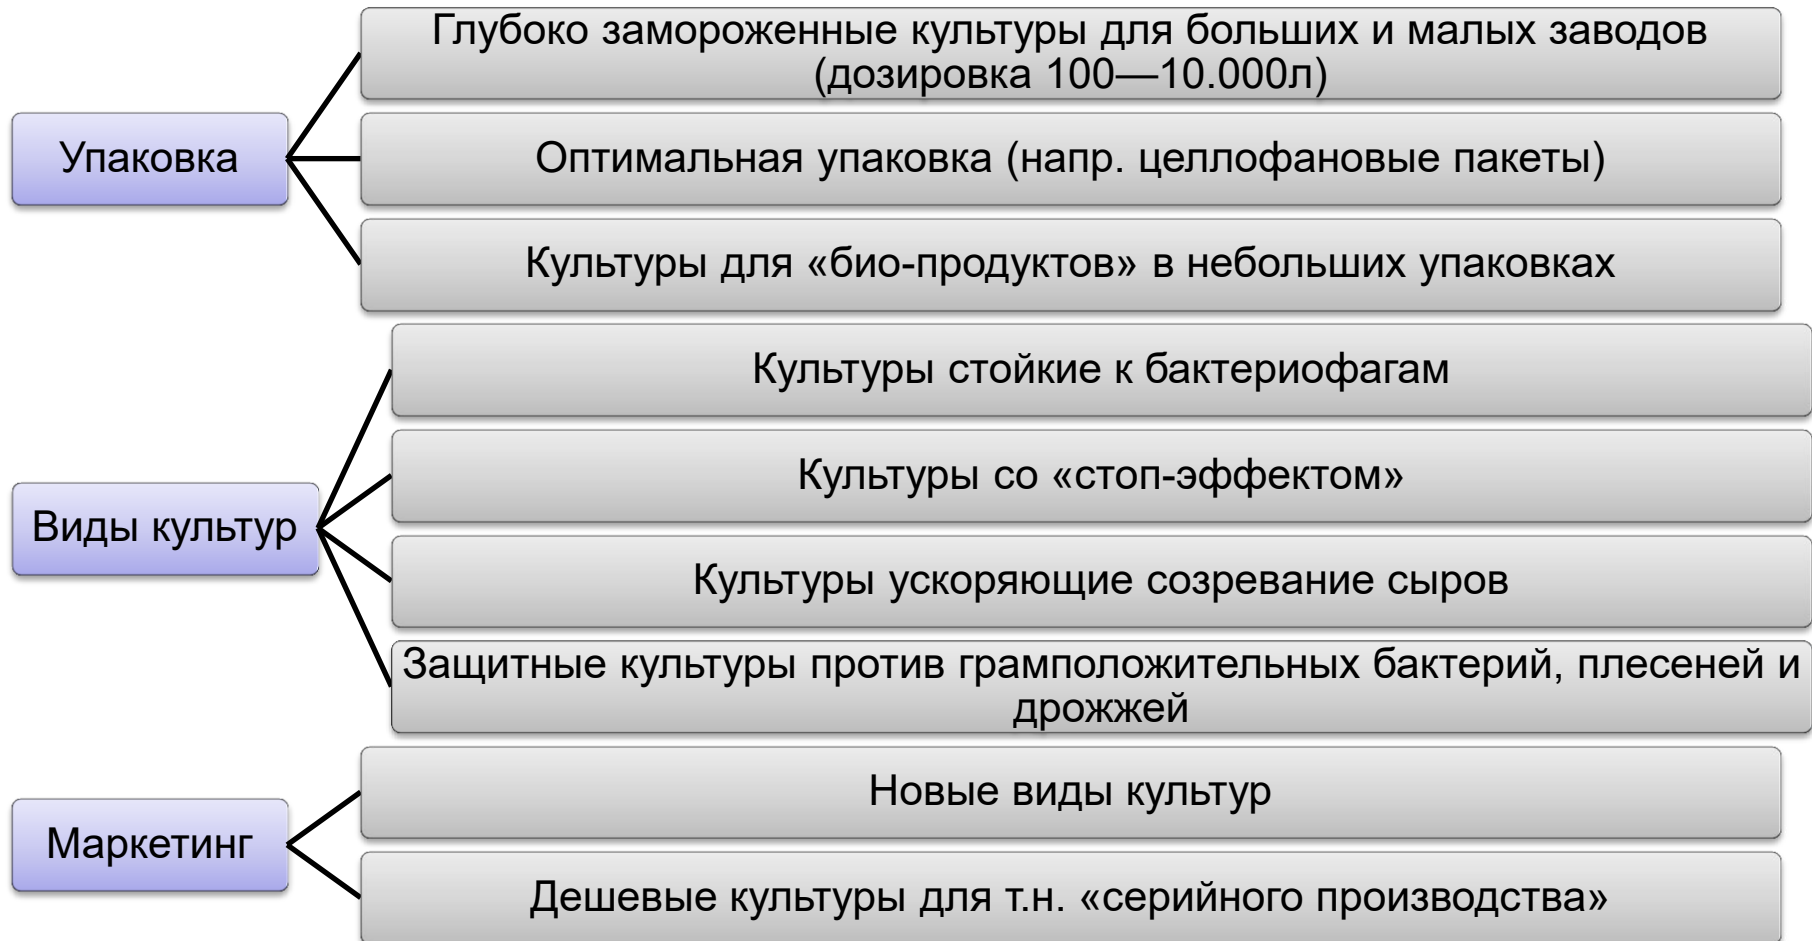 Упаковка
Глубоко замороженные культуры для больших и малых заводов
(дозировка 100—10.000л)
Оптимальная упаковка (напр. целлофановые пакеты)
Культуры для «био-продуктов» в небольших упаковках
Виды культур
Культуры стойкие к бактериофагам
Культуры со «стоп-эффектом»
Культуры ускоряющие созревание сыров
Защитные культуры против грамположительных бактерий, плесеней и
дрожжей
Маркетинг
Новые виды культур
Дешевые культуры для т.н. «серийного производства»